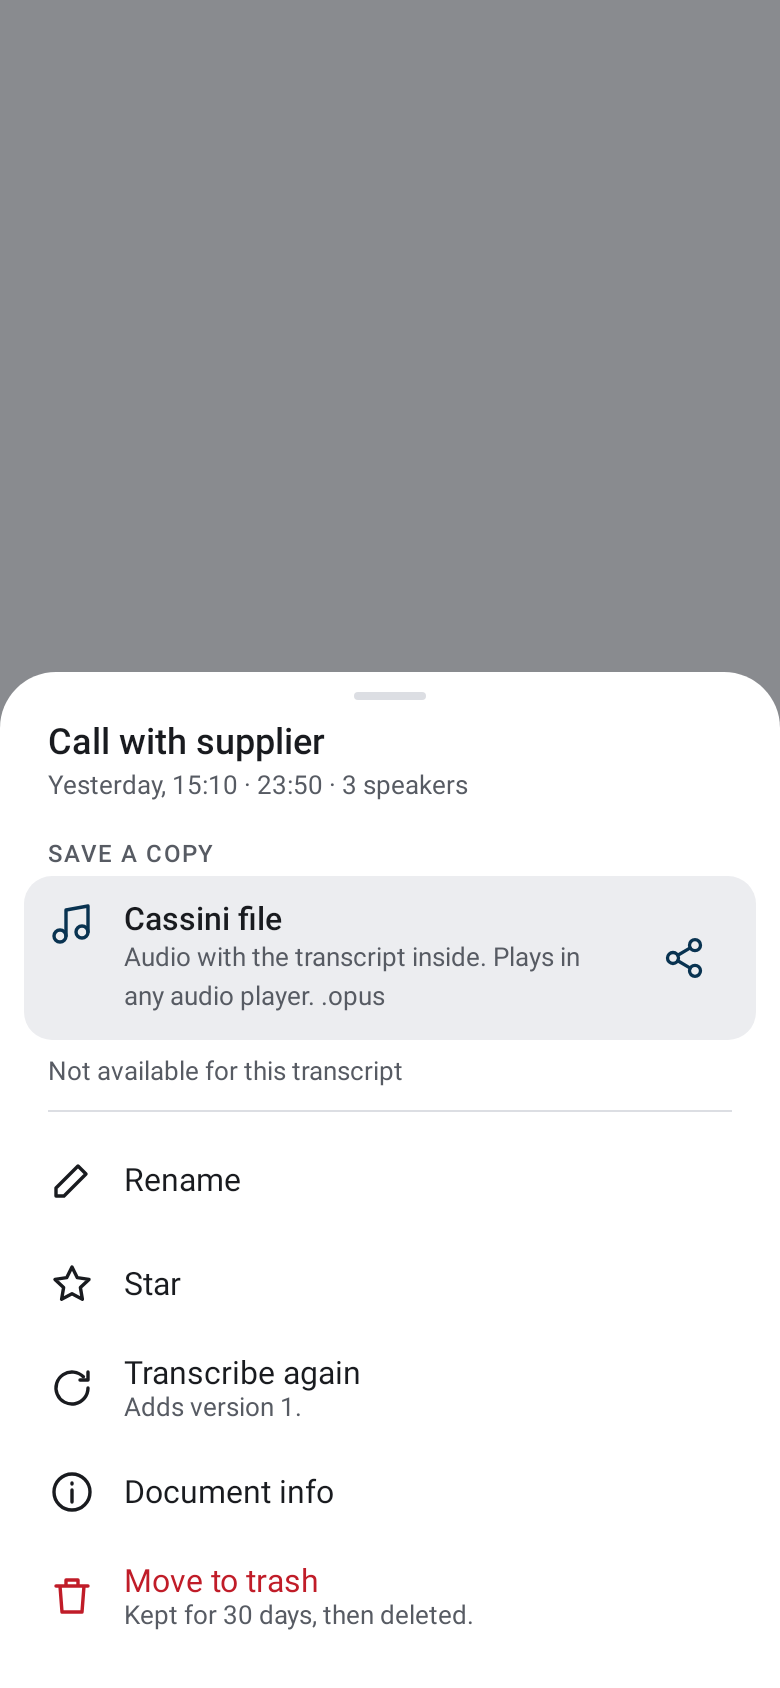 Call with supplier
Yesterday, 15:10 · 23:50 · 3 speakers
SAVE A COPY
Cassini file
Audio with the transcript inside. Plays in
any audio player. .opus
Not available for this transcript
Rename
Star
Transcribe again
Adds version 1.
Document info
Move to trash
Kept for 30 days, then deleted.